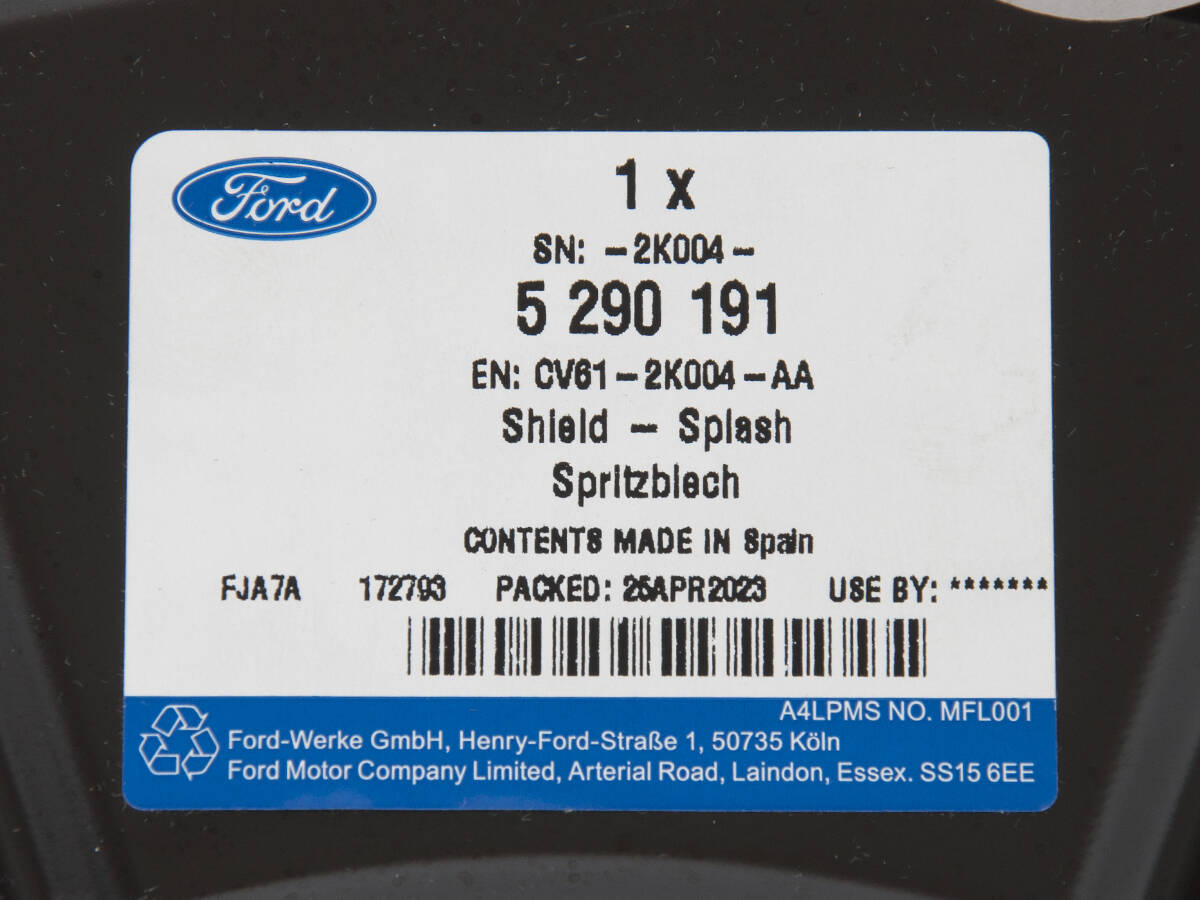 Ford
1 x
SN: -2K004-
5 290 191
EN: CV61-2K004-AA
Shield - Splash
Spritzblech
CONTENTS MADE IN Spain
FJA7A 172793 PACKED: 25APR2023 USE BY: *******
A4LPMS NO. MFL001
Ford-Werke GmbH, Henry-Ford-Straße 1, 50735 Köln
Ford Motor Company Limited, Arterial Road, Laindon, Essex. SS15 6EE